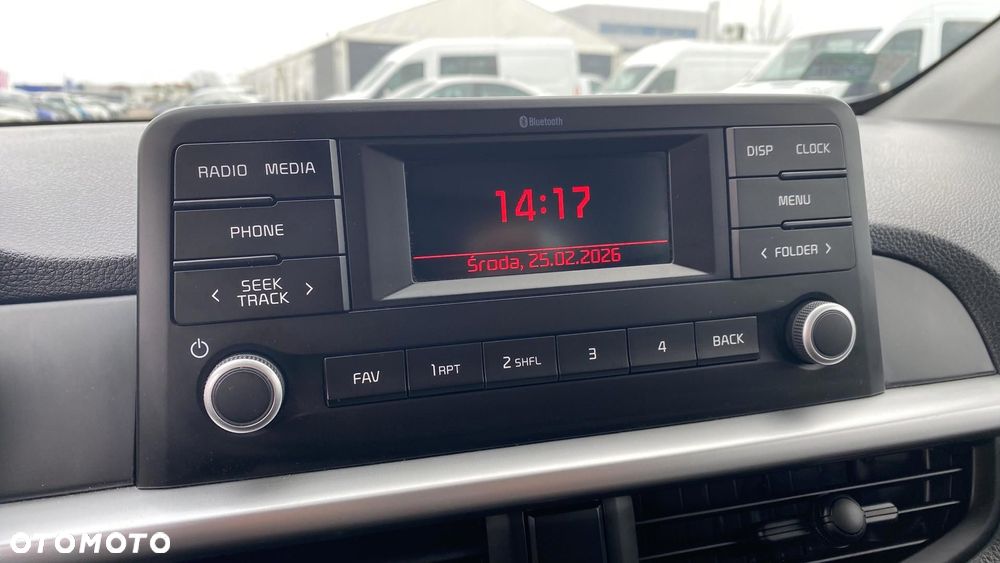 Bluetooth
RADIO MEDIA
PHONE
< SEEK TRACK >
14:17
Środa, 25.02.2026
DISP CLOCK
MENU
< FOLDER >
FAV
1 RPT
2 SHFL
3
4
BACK
OTOMOTO